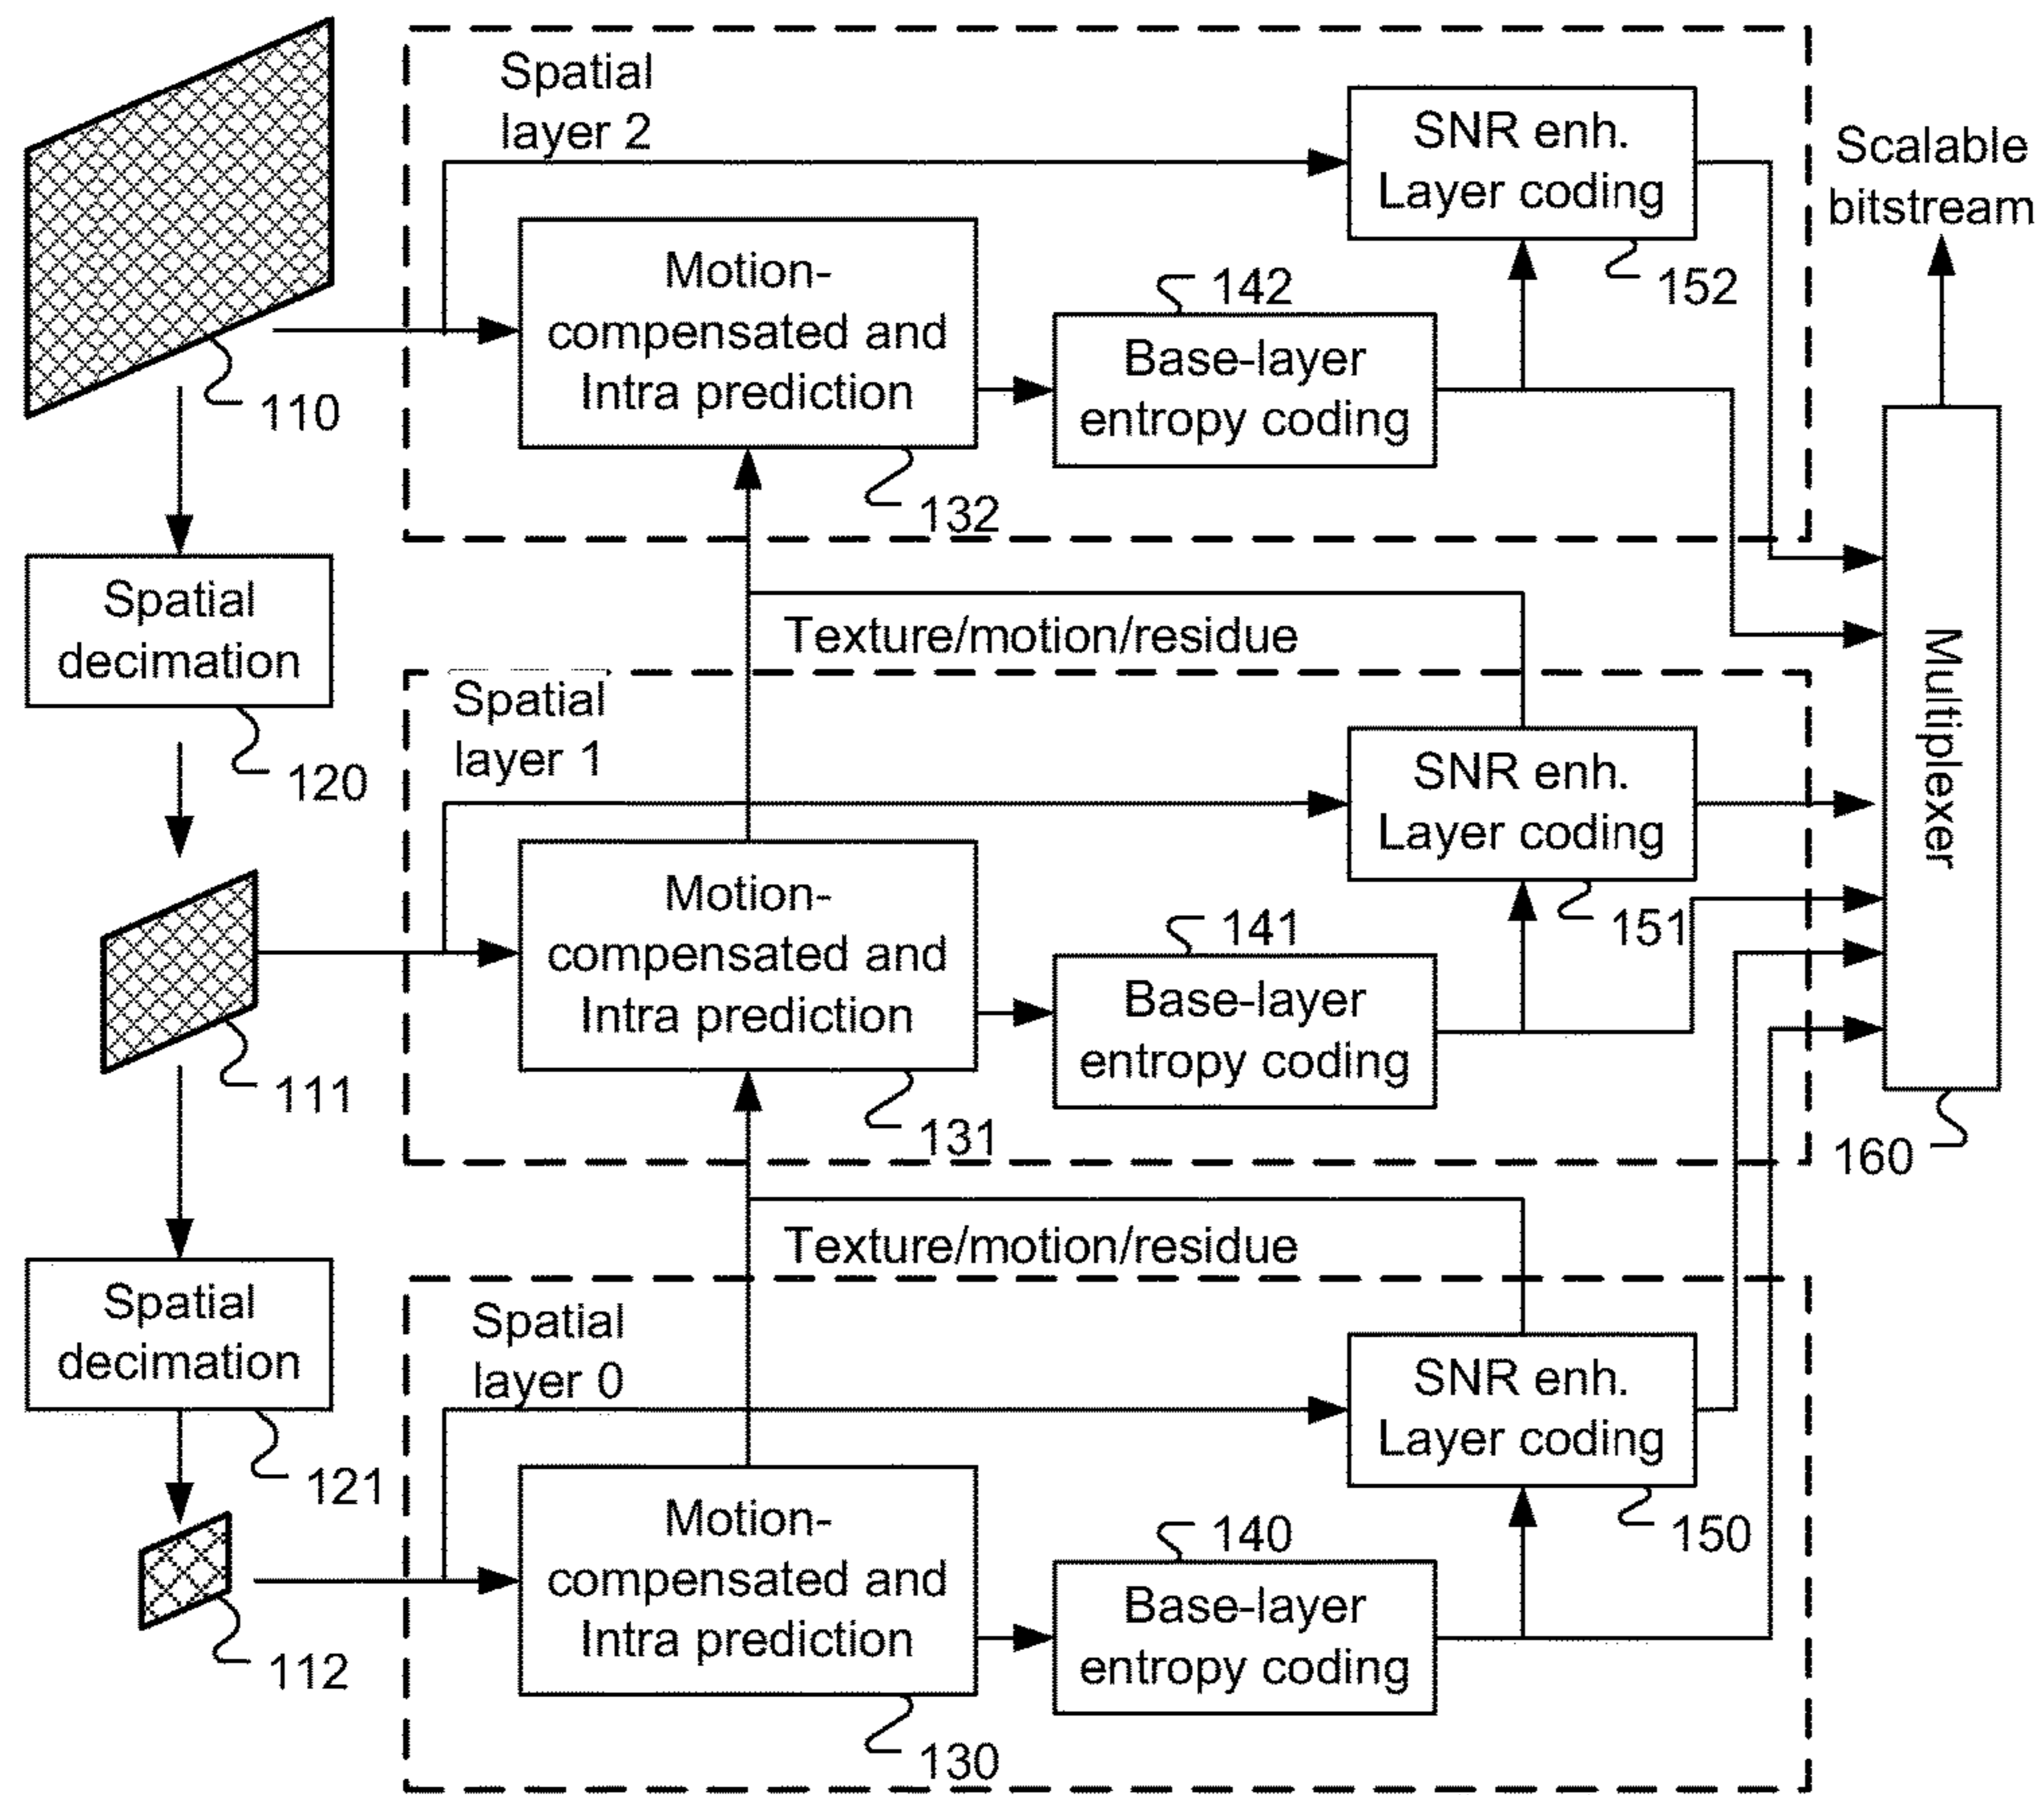 Spatial
layer 2
SNR enh.
Layer coding
152
Scalable
bitstream
Motion-
compensated and
Intra prediction
132
142
Base-layer
entropy coding
110
Spatial
decimation
120
Texture/motion/residue
Multiplexer
160
Spatial
layer 1
SNR enh.
Layer coding
151
Motion-
compensated and
Intra prediction
131
141
Base-layer
entropy coding
111
Spatial
decimation
121
Texture/motion/residue
Spatial
layer 0
SNR enh.
Layer coding
150
Motion-
compensated and
Intra prediction
130
140
Base-layer
entropy coding
112